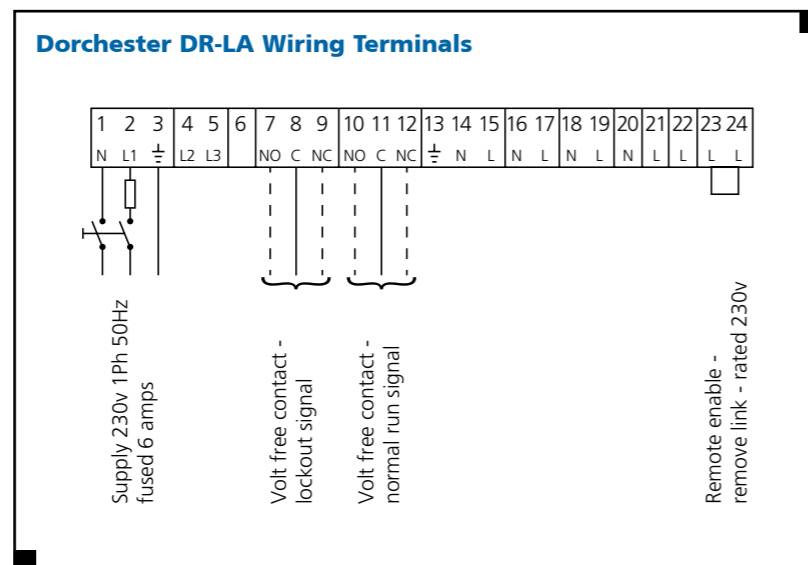 Dorchester DR-LA Wiring Terminals
1 2 3 4 5 6 7 8 9 10 11 12 13 14 15 16 17 18 19 20 21 22 23 24
N L1 ⏚ L2 L3 NO C NC NO C NC ⏚ N L N L N L N L L L L
Supply 230v 1Ph 50Hz
fused 6 amps
Volt free contact -
lockout signal
Volt free contact -
normal run signal
Remote enable -
remove link - rated 230v